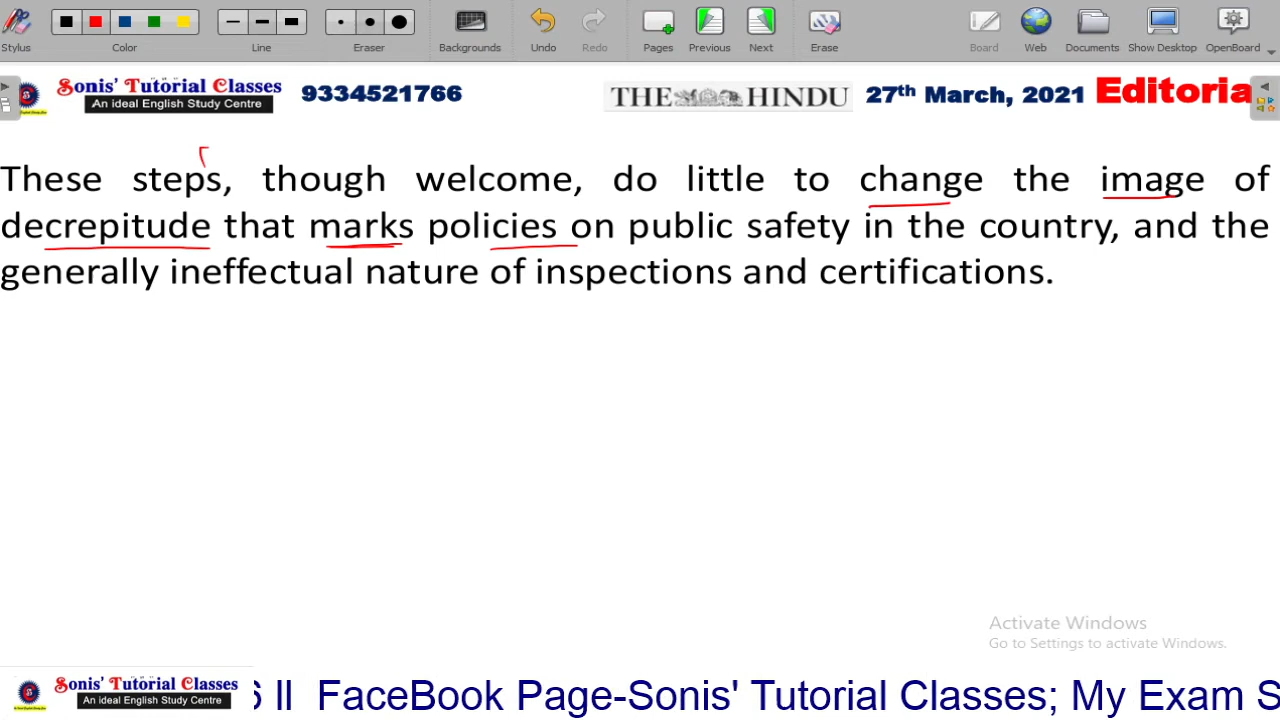 Stylus Color Line Eraser Backgrounds Undo Redo Pages Previous Next Erase Board Web Documents Show Desktop OpenBoard
Sonis' Tutorial Classes
An ideal English Study Centre
9334521766
THE HINDU
27th March, 2021
Editoria
These steps, though welcome, do little to change the image of
decrepitude that marks policies on public safety in the country, and the
generally ineffectual nature of inspections and certifications.
Activate Windows
Go to Settings to activate Windows.
Sonis' Tutorial Classes
An ideal English Study Centre
6 ll FaceBook Page-Sonis' Tutorial Classes; My Exam S